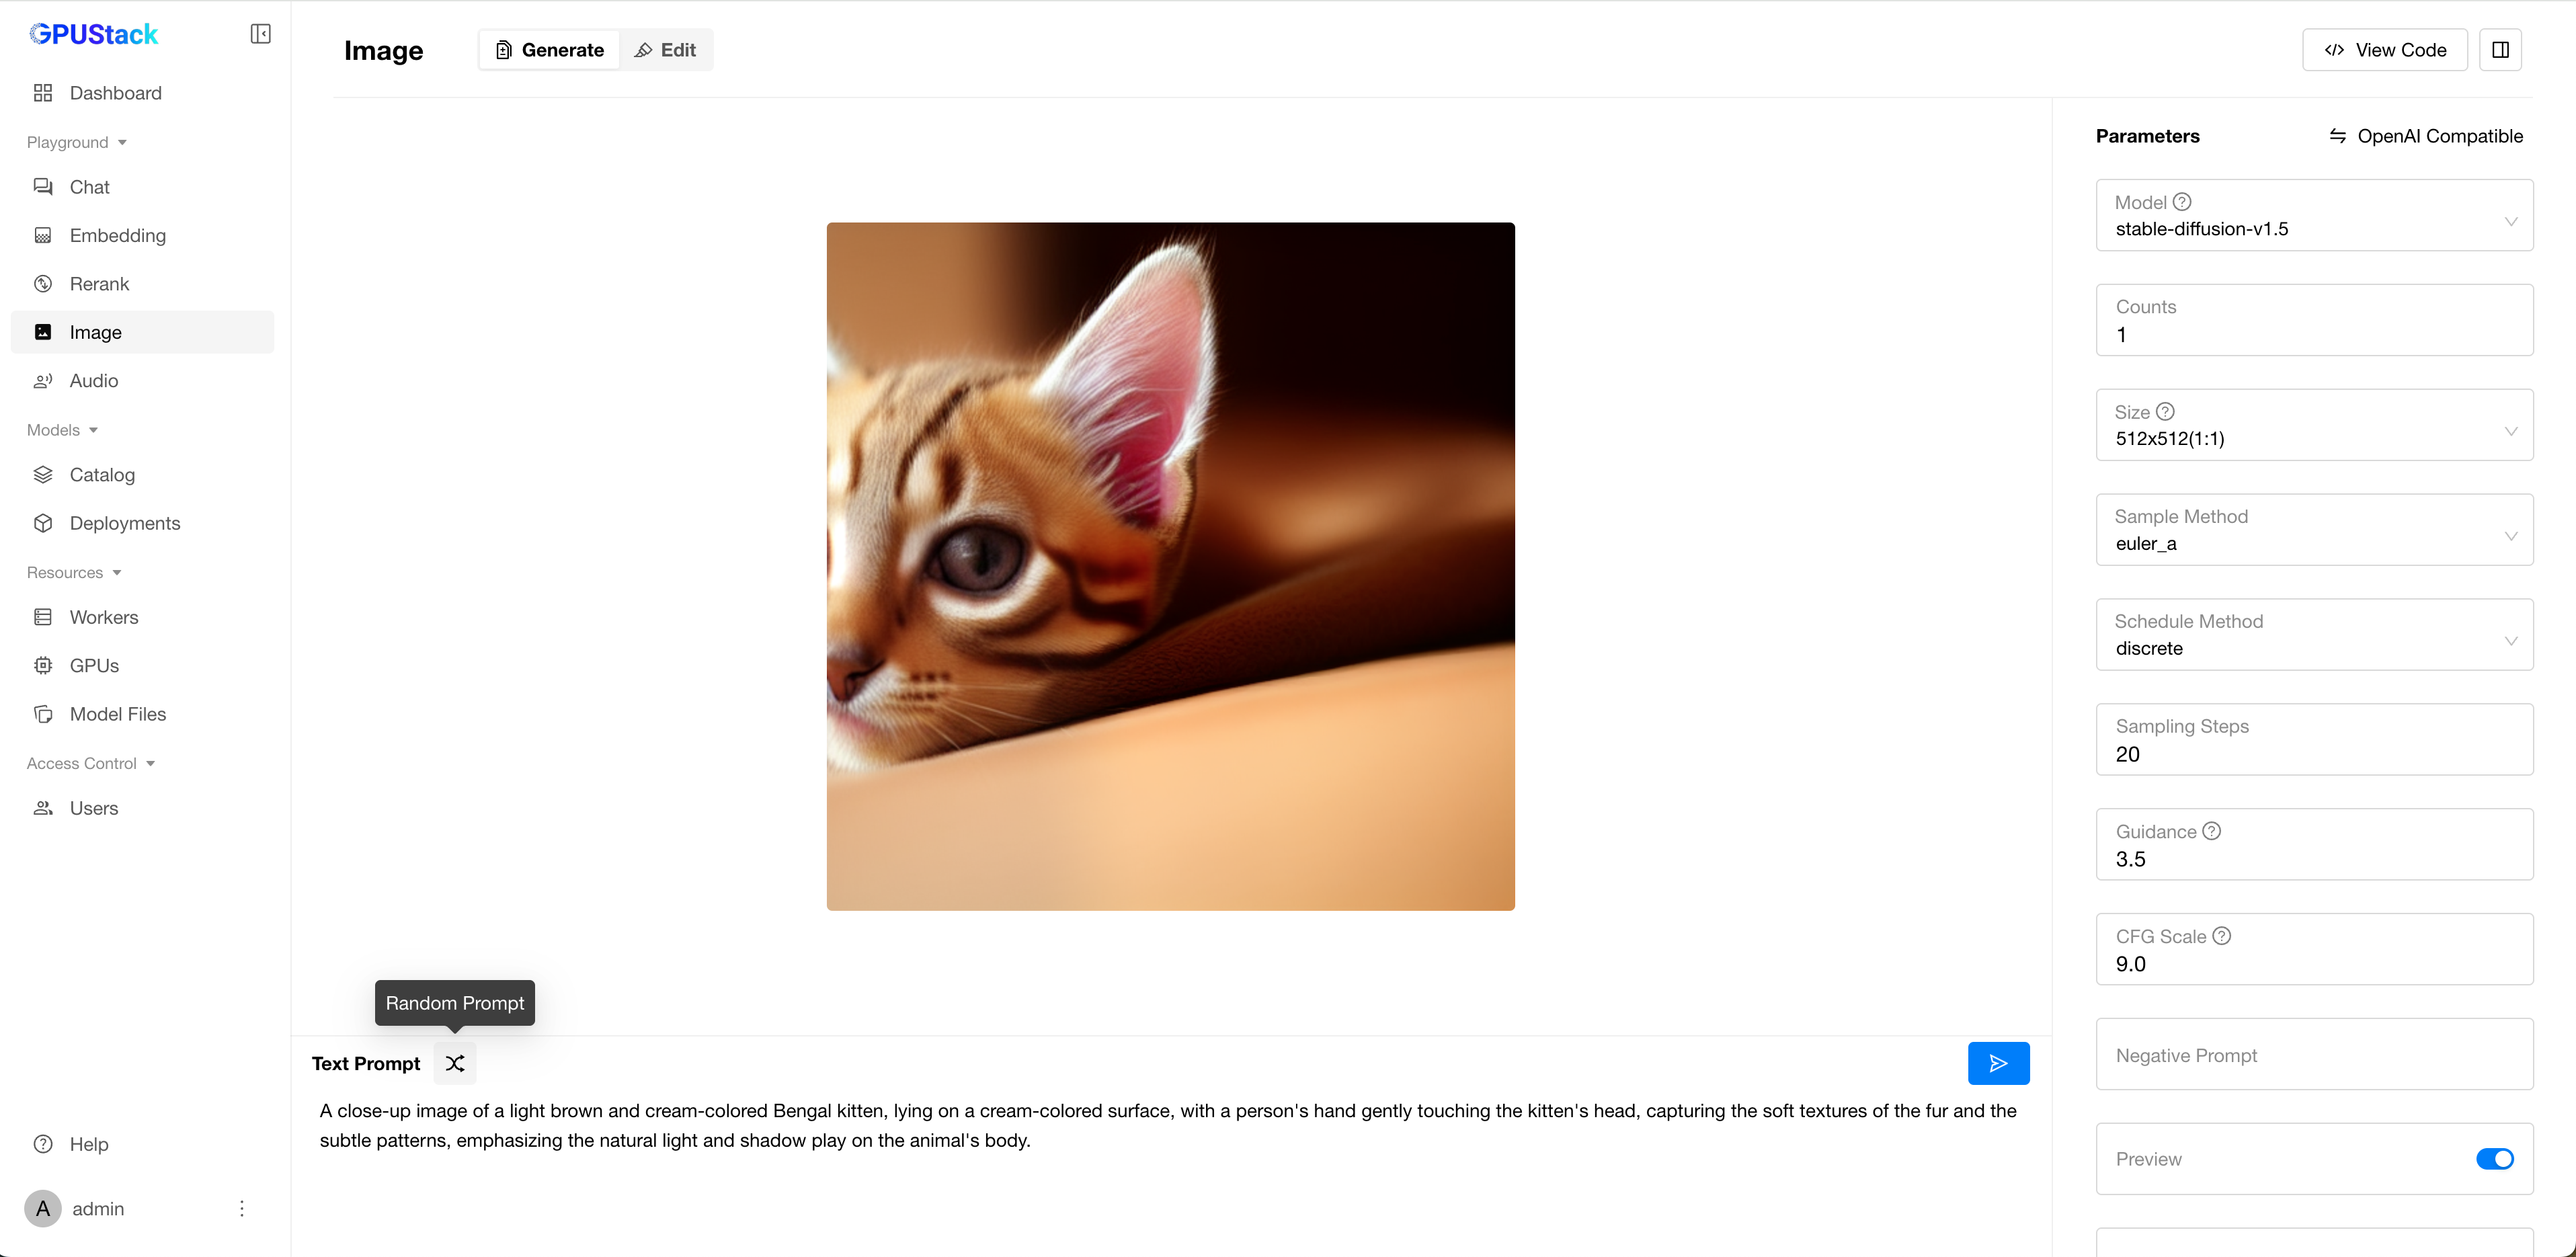 GPUStack
Dashboard
Playground
Chat
Embedding
Rerank
Image
Audio
Models
Catalog
Deployments
Resources
Workers
GPUs
Model Files
Access Control
Users
Help
A admin
Image
Generate
Edit
</> View Code
Random Prompt
Text Prompt
A close-up image of a light brown and cream-colored Bengal kitten, lying on a cream-colored surface, with a person's hand gently touching the kitten's head, capturing the soft textures of the fur and the
subtle patterns, emphasizing the natural light and shadow play on the animal's body.
Parameters
OpenAI Compatible
Model
stable-diffusion-v1.5
Counts
1
Size
512x512(1:1)
Sample Method
euler_a
Schedule Method
discrete
Sampling Steps
20
Guidance
3.5
CFG Scale
9.0
Negative Prompt
Preview